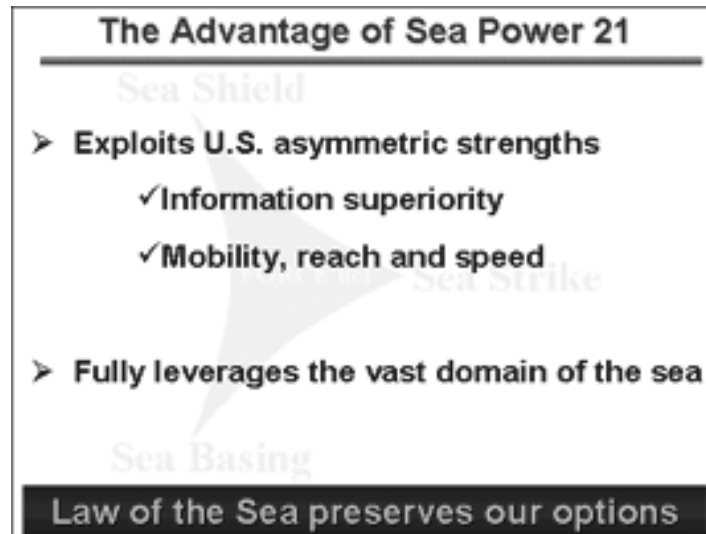 The Advantage of Sea Power 21
Sea Shield
➢ Exploits U.S. asymmetric strengths
✓Information superiority
✓Mobility, reach and speed
FORCEnet Sea Strike
➢ Fully leverages the vast domain of the sea
Sea Basing
Law of the Sea preserves our options